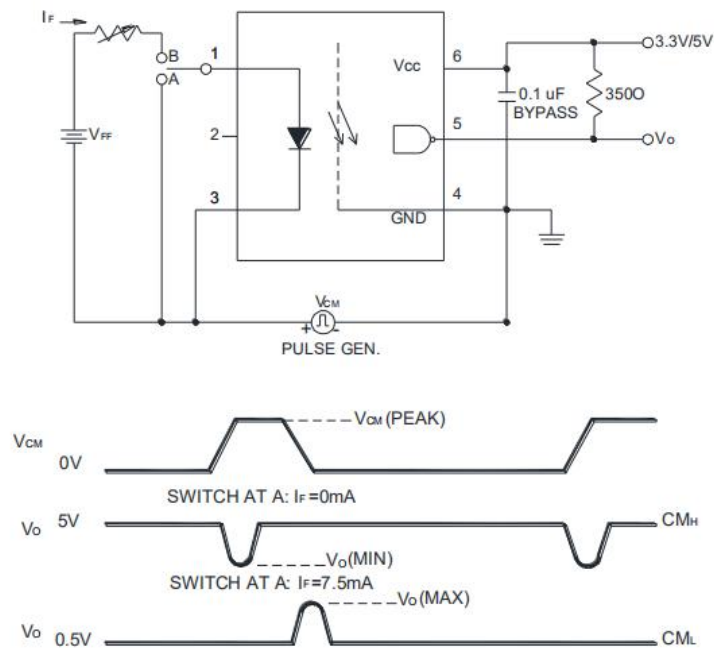 IF
B
A
VFF
1
2
3
Vcc
GND
6
5
4
0.1 uF
BYPASS
350O
3.3V/5V
Vo
VCM
+ -
PULSE GEN.
VCM
0V
VCM (PEAK)
SWITCH AT A: IF =0mA
Vo 5V
CMH
Vo(MIN)
SWITCH AT A: IF=7.5mA
Vo(MAX)
Vo 0.5V
CML